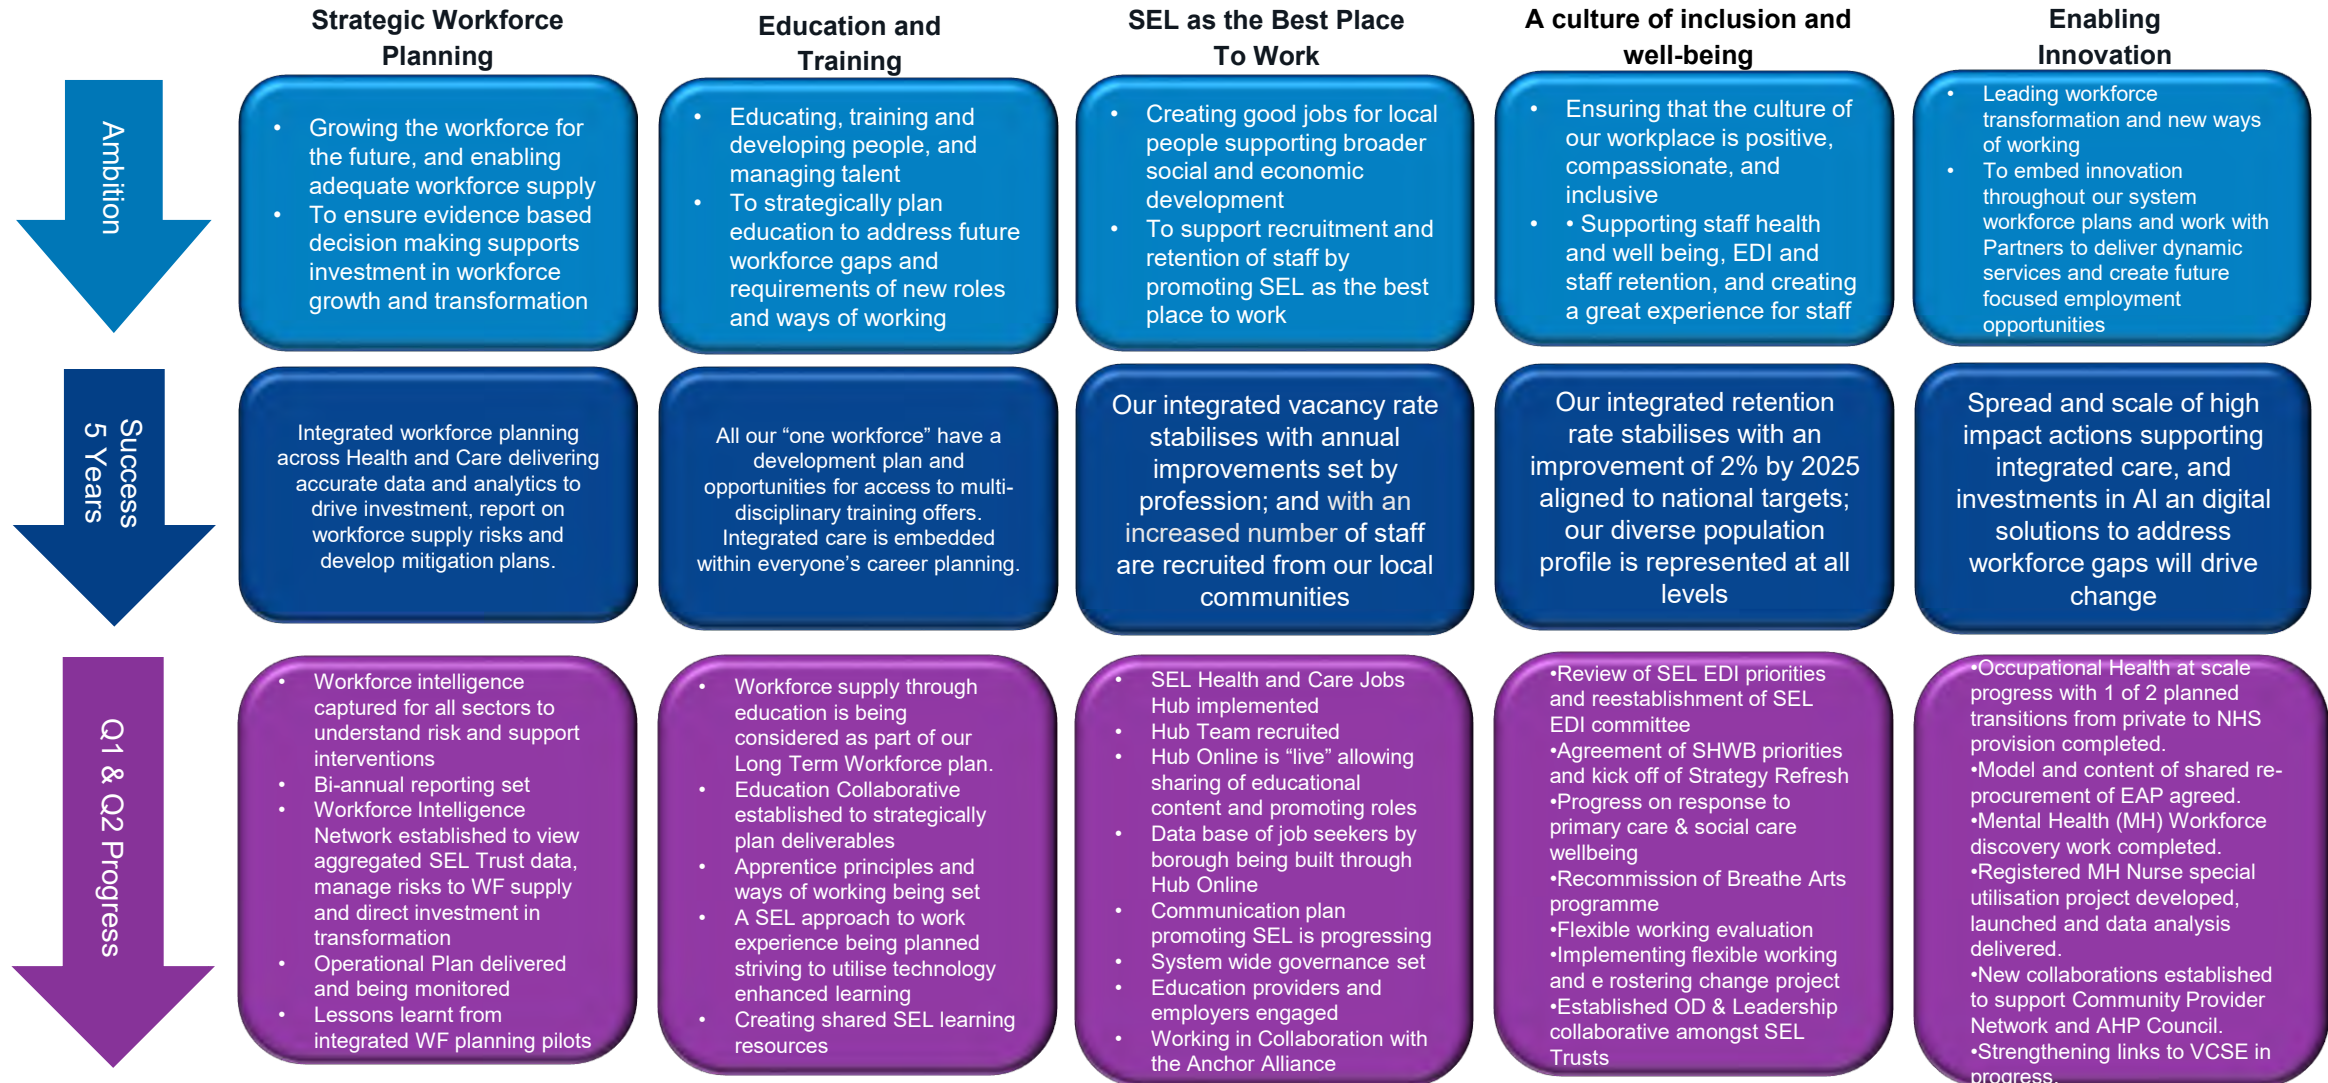 Strategic Workforce
Planning
Education and
Training
SEL as the Best Place
To Work
A culture of inclusion and
well-being
Enabling
Innovation
Ambition
• Growing the workforce for
the future, and enabling
adequate workforce supply
• To ensure evidence based
decision making supports
investment in workforce
growth and transformation
• Educating, training and
developing people, and
managing talent
• To strategically plan
education to address future
workforce gaps and
requirements of new roles
and ways of working
• Creating good jobs for local
people supporting broader
social and economic
development
• To support recruitment and
retention of staff by
promoting SEL as the best
place to work
• Ensuring that the culture of
our workplace is positive,
compassionate, and
inclusive
• • Supporting staff health
and well being, EDI and
staff retention, and creating
a great experience for staff
• Leading workforce
transformation and new ways
of working
• To embed innovation
throughout our system
workforce plans and work with
Partners to deliver dynamic
services and create future
focused employment
opportunities
Success
5 Years
Integrated workforce planning
across Health and Care delivering
accurate data and analytics to
drive investment, report on
workforce supply risks and
develop mitigation plans.
All our “one workforce” have a
development plan and
opportunities for access to multi-
disciplinary training offers.
Integrated care is embedded
within everyone’s career planning.
Our integrated vacancy rate
stabilises with annual
improvements set by
profession; and with an
increased number of staff
are recruited from our local
communities
Our integrated retention
rate stabilises with an
improvement of 2% by 2025
aligned to national targets;
our diverse population
profile is represented at all
levels
Spread and scale of high
impact actions supporting
integrated care, and
investments in AI an digital
solutions to address
workforce gaps will drive
change
Q1 & Q2 Progress
• Workforce intelligence
captured for all sectors to
understand risk and support
interventions
• Bi-annual reporting set
• Workforce Intelligence
Network established to view
aggregated SEL Trust data,
manage risks to WF supply
and direct investment in
transformation
• Operational Plan delivered
and being monitored
• Lessons learnt from
integrated WF planning pilots
• Workforce supply through
education is being
considered as part of our
Long Term Workforce plan.
• Education Collaborative
established to strategically
plan deliverables
• Apprentice principles and
ways of working being set
• A SEL approach to work
experience being planned
striving to utilise technology
enhanced learning
• Creating shared SEL learning
resources
• SEL Health and Care Jobs
Hub implemented
• Hub Team recruited
• Hub Online is “live” allowing
sharing of educational
content and promoting roles
• Data base of job seekers by
borough being built through
Hub Online
• Communication plan
promoting SEL is progressing
• System wide governance set
• Education providers and
employers engaged
• Working in Collaboration with
the Anchor Alliance
•Review of SEL EDI priorities
and reestablishment of SEL
EDI committee
•Agreement of SHWB priorities
and kick off of Strategy Refresh
•Progress on response to
primary care & social care
wellbeing
•Recommission of Breathe Arts
programme
•Flexible working evaluation
•Implementing flexible working
and e rostering change project
•Established OD & Leadership
collaborative amongst SEL
Trusts
•Occupational Health at scale
progress with 1 of 2 planned
transitions from private to NHS
provision completed.
•Model and content of shared re-
procurement of EAP agreed.
•Mental Health (MH) Workforce
discovery work completed.
•Registered MH Nurse special
utilisation project developed,
launched and data analysis
delivered.
•New collaborations established
to support Community Provider
Network and AHP Council.
•Strengthening links to VCSE in
progress.